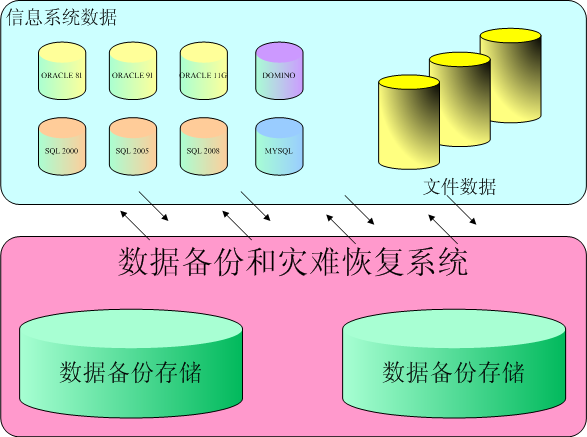 信息系统数据
ORACLE 8I
ORACLE 9I
ORACLE 11G
DOMINO
SQL 2000
SQL 2005
SQL 2008
MYSQL
文件数据
数据备份和灾难恢复系统
数据备份存储
数据备份存储